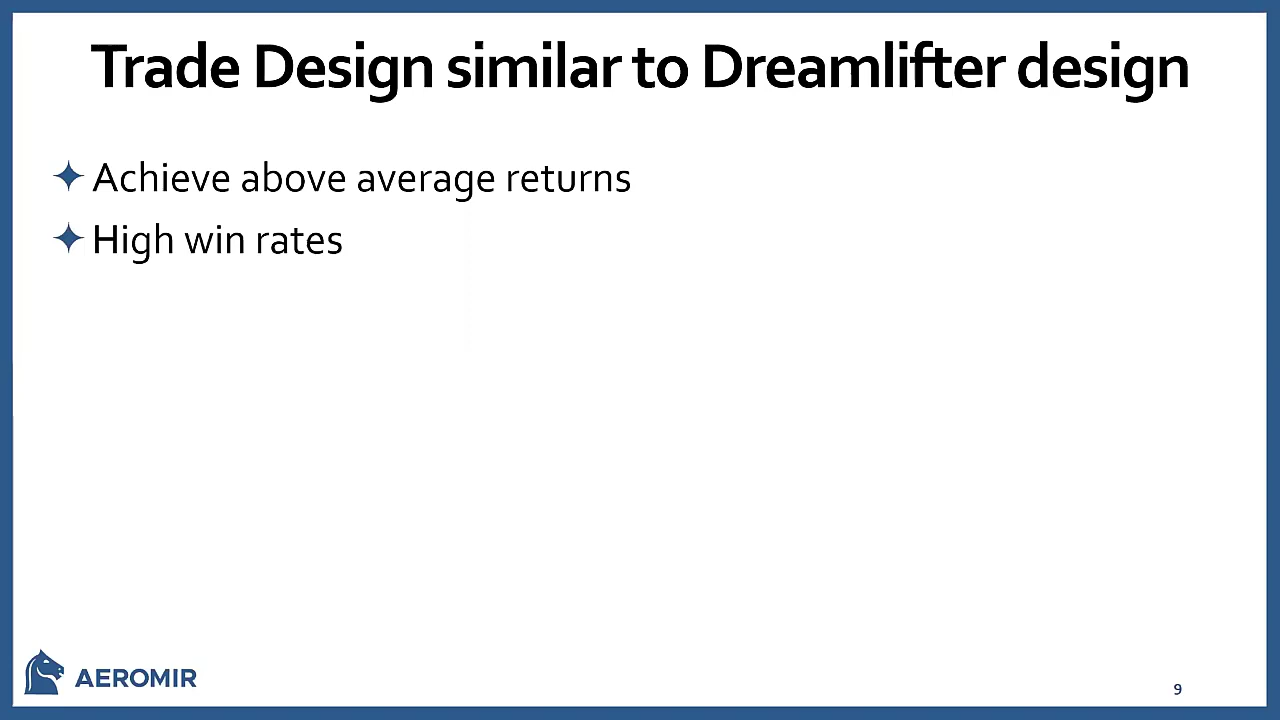 Trade Design similar to Dreamlifter design
Achieve above average returns
High win rates
AEROMIR
9